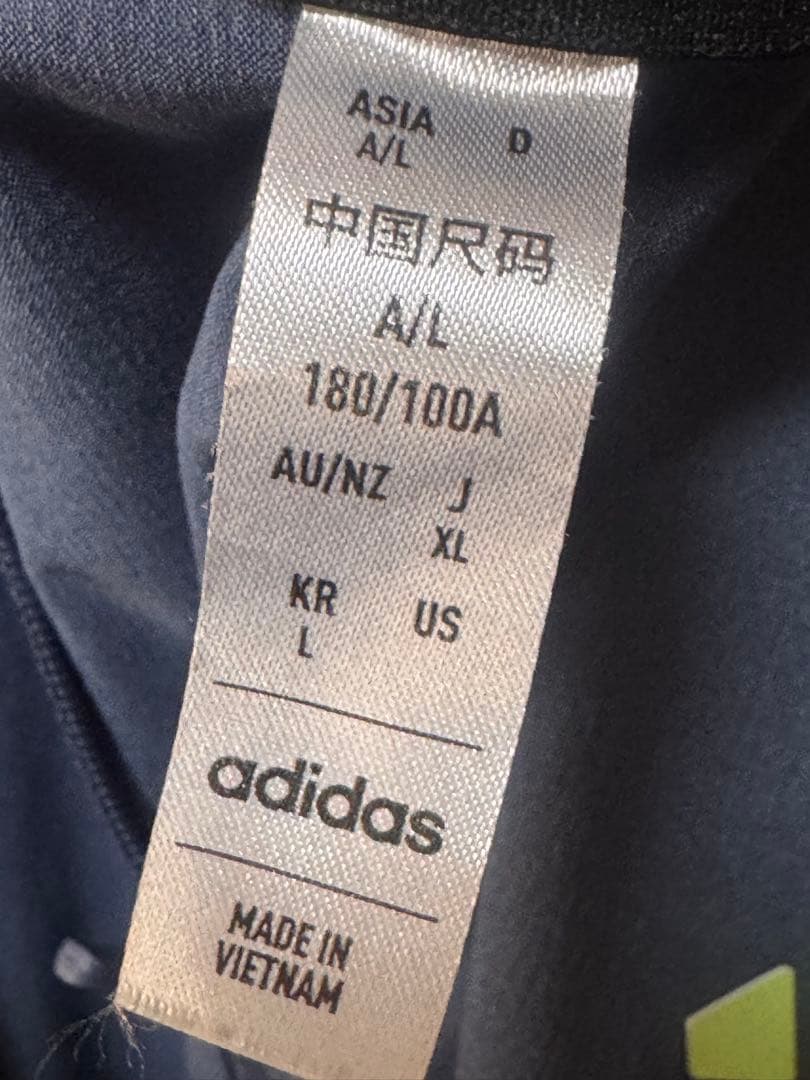 ASIA D
A/L
中国尺码
A/L
180/100A
AU/NZ J
XL
KR US
L
adidas
MADE IN
VIETNAM